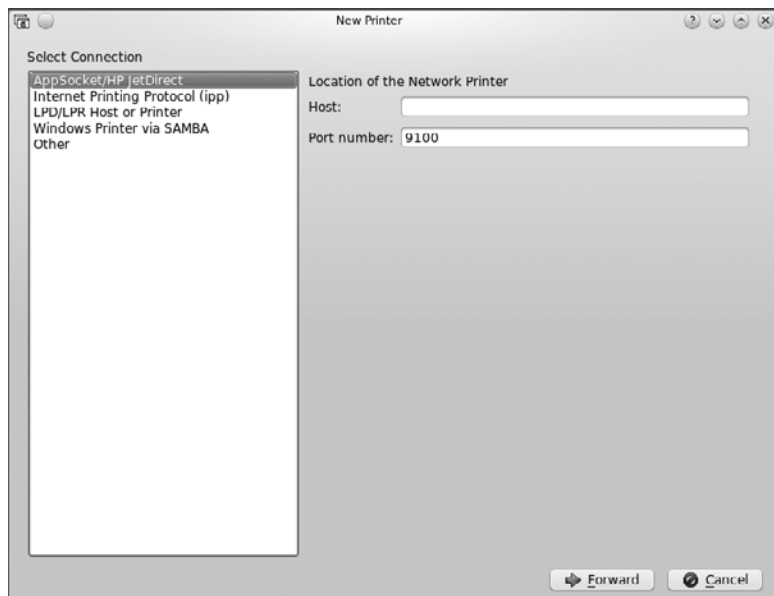 New Printer
Select Connection
AppSocket/HP JetDirect
Internet Printing Protocol (ipp)
LPD/LPR Host or Printer
Windows Printer via SAMBA
Other
Location of the Network Printer
Host:
Port number: 9100
Forward
Cancel